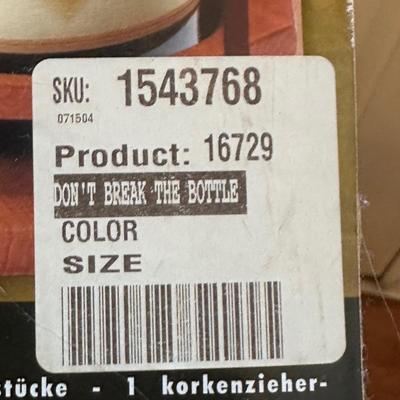 SKU: 1543768
071504
Product: 16729
DON'T BREAK THE BOTTLE
COLOR
SIZE
stücke - 1 korkenzieher-